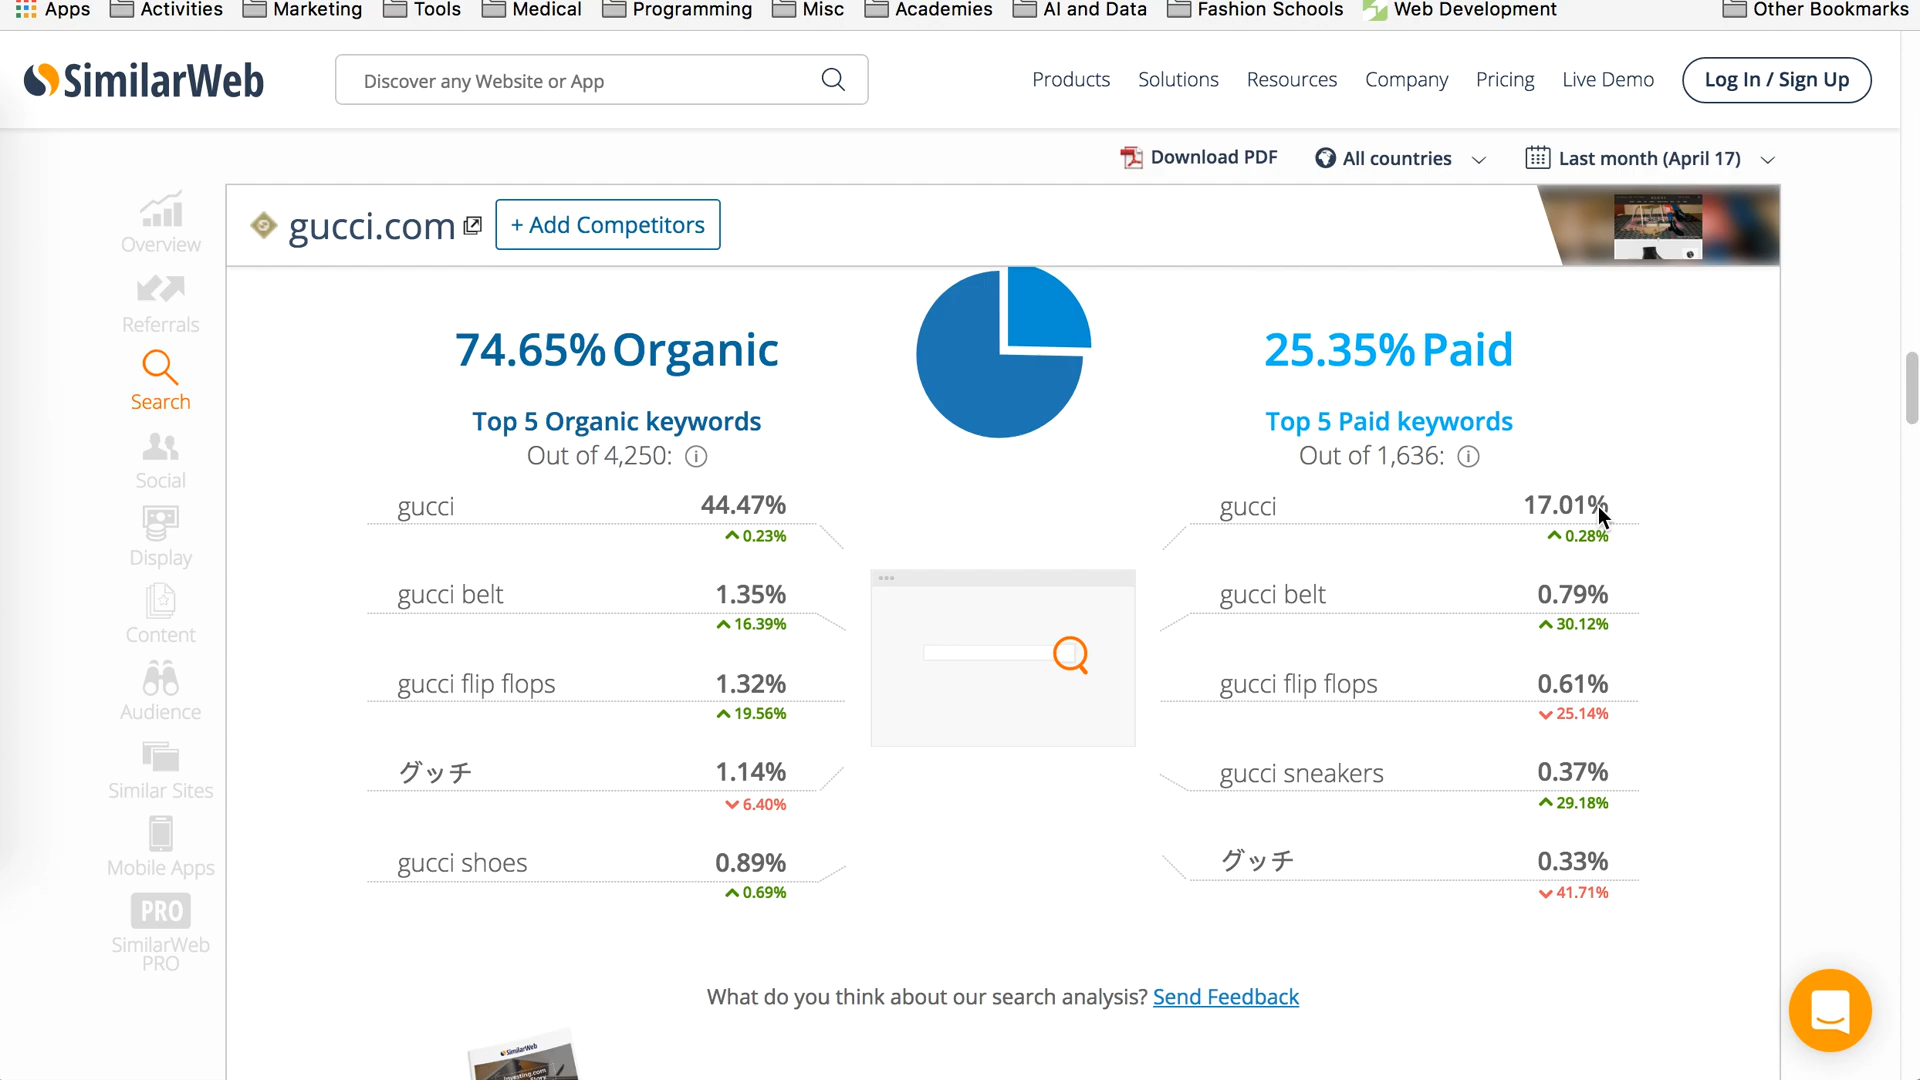 Apps Activities Marketing Tools Medical Programming Misc Academies AI and Data Fashion Schools Web Development Other Bookmarks
SimilarWeb
Discover any Website or App
Products Solutions Resources Company Pricing Live Demo Log In / Sign Up
Download PDF All countries Last month (April 17)
gucci.com + Add Competitors
Overview
Referrals
Search
Social
Display
Content
Audience
Similar Sites
Mobile Apps
PRO
SimilarWeb
PRO
74.65% Organic
Top 5 Organic keywords
Out of 4,250:
gucci 44.47%
0.23%
gucci belt 1.35%
16.39%
gucci flip flops 1.32%
19.56%
グッチ 1.14%
6.40%
gucci shoes 0.89%
0.69%
25.35% Paid
Top 5 Paid keywords
Out of 1,636:
gucci 17.01%
0.28%
gucci belt 0.79%
30.12%
gucci flip flops 0.61%
25.14%
gucci sneakers 0.37%
29.18%
グッチ 0.33%
41.71%
What do you think about our search analysis? Send Feedback
SimilarWeb
Investing.com